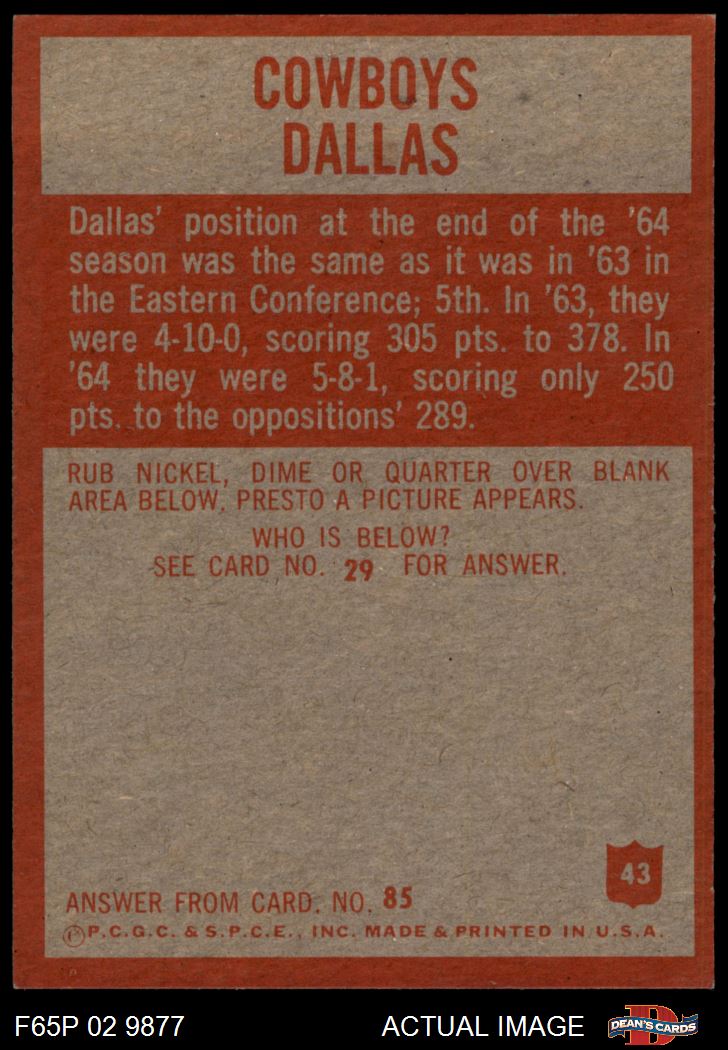 COWBOYS
DALLAS
Dallas' position at the end of the '64
season was the same as it was in '63 in
the Eastern Conference; 5th. In '63, they
were 4-10-0, scoring 305 pts. to 378. In
'64 they were 5-8-1, scoring only 250
pts. to the oppositions' 289.
RUB NICKEL, DIME OR QUARTER OVER BLANK
AREA BELOW, PRESTO A PICTURE APPEARS.
WHO IS BELOW?
SEE CARD NO. 29 FOR ANSWER.
43
ANSWER FROM CARD. NO. 85
Ⓟ P.C.G.C. & S.P.C.E., INC. MADE & PRINTED IN U.S.A.
F65P 02 9877
ACTUAL IMAGE
D
DEAN'S CARDS